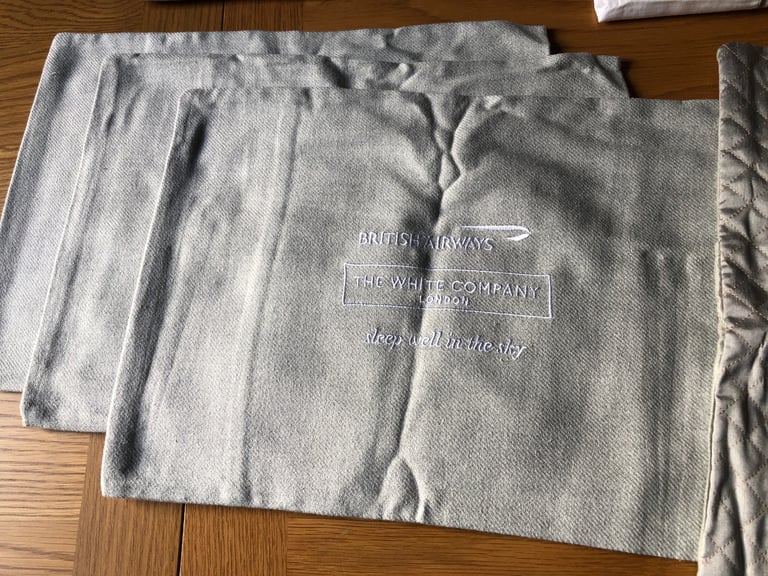 BRITISH AIRWAYS
THE WHITE COMPANY
LONDON
sleep well in the sky